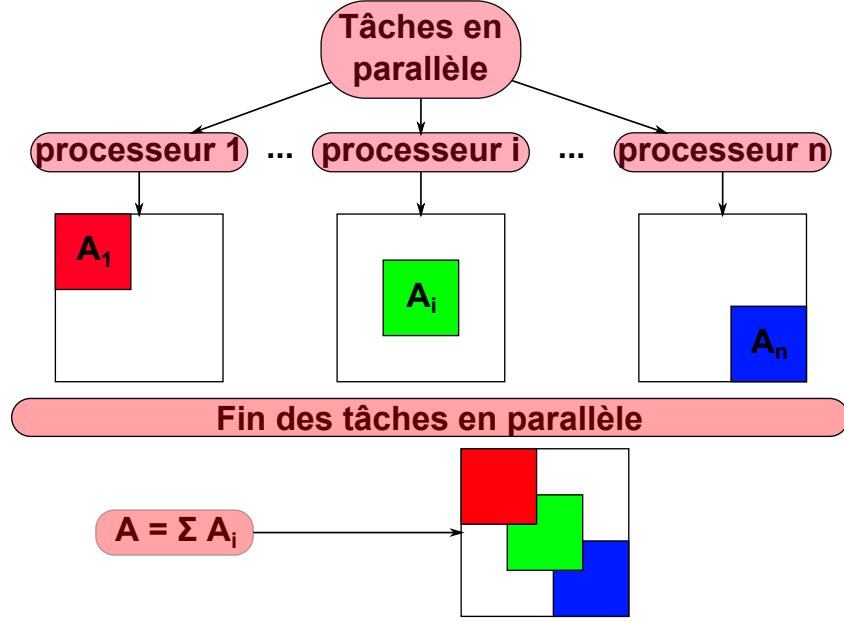 Tâches en
parallèle
processeur 1 ... processeur i ... processeur n
A₁ Aᵢ Aₙ
Fin des tâches en parallèle
A = Σ Aᵢ